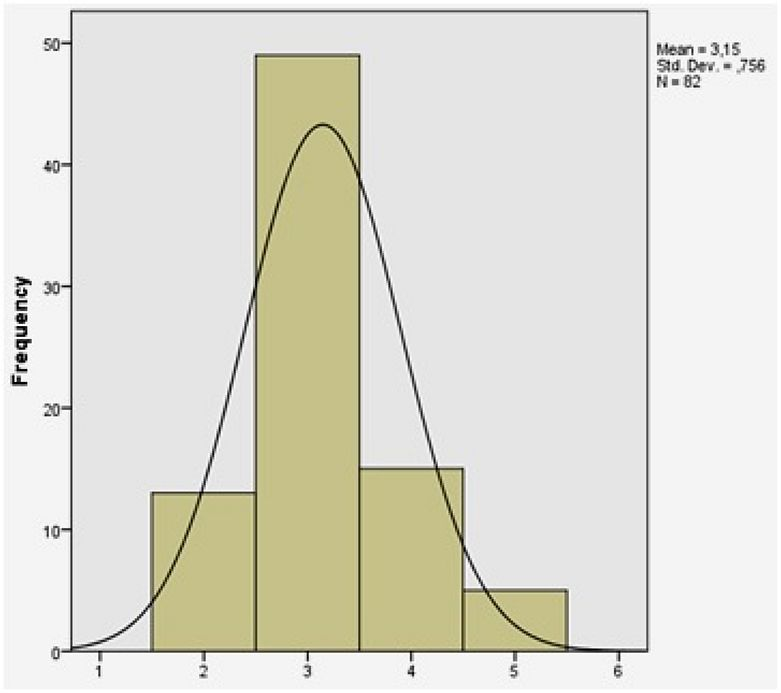 Mean = 3,15
Std. Dev. = ,756
N = 82
Frequency
50
40
30
20
10
0
1 2 3 4 5 6